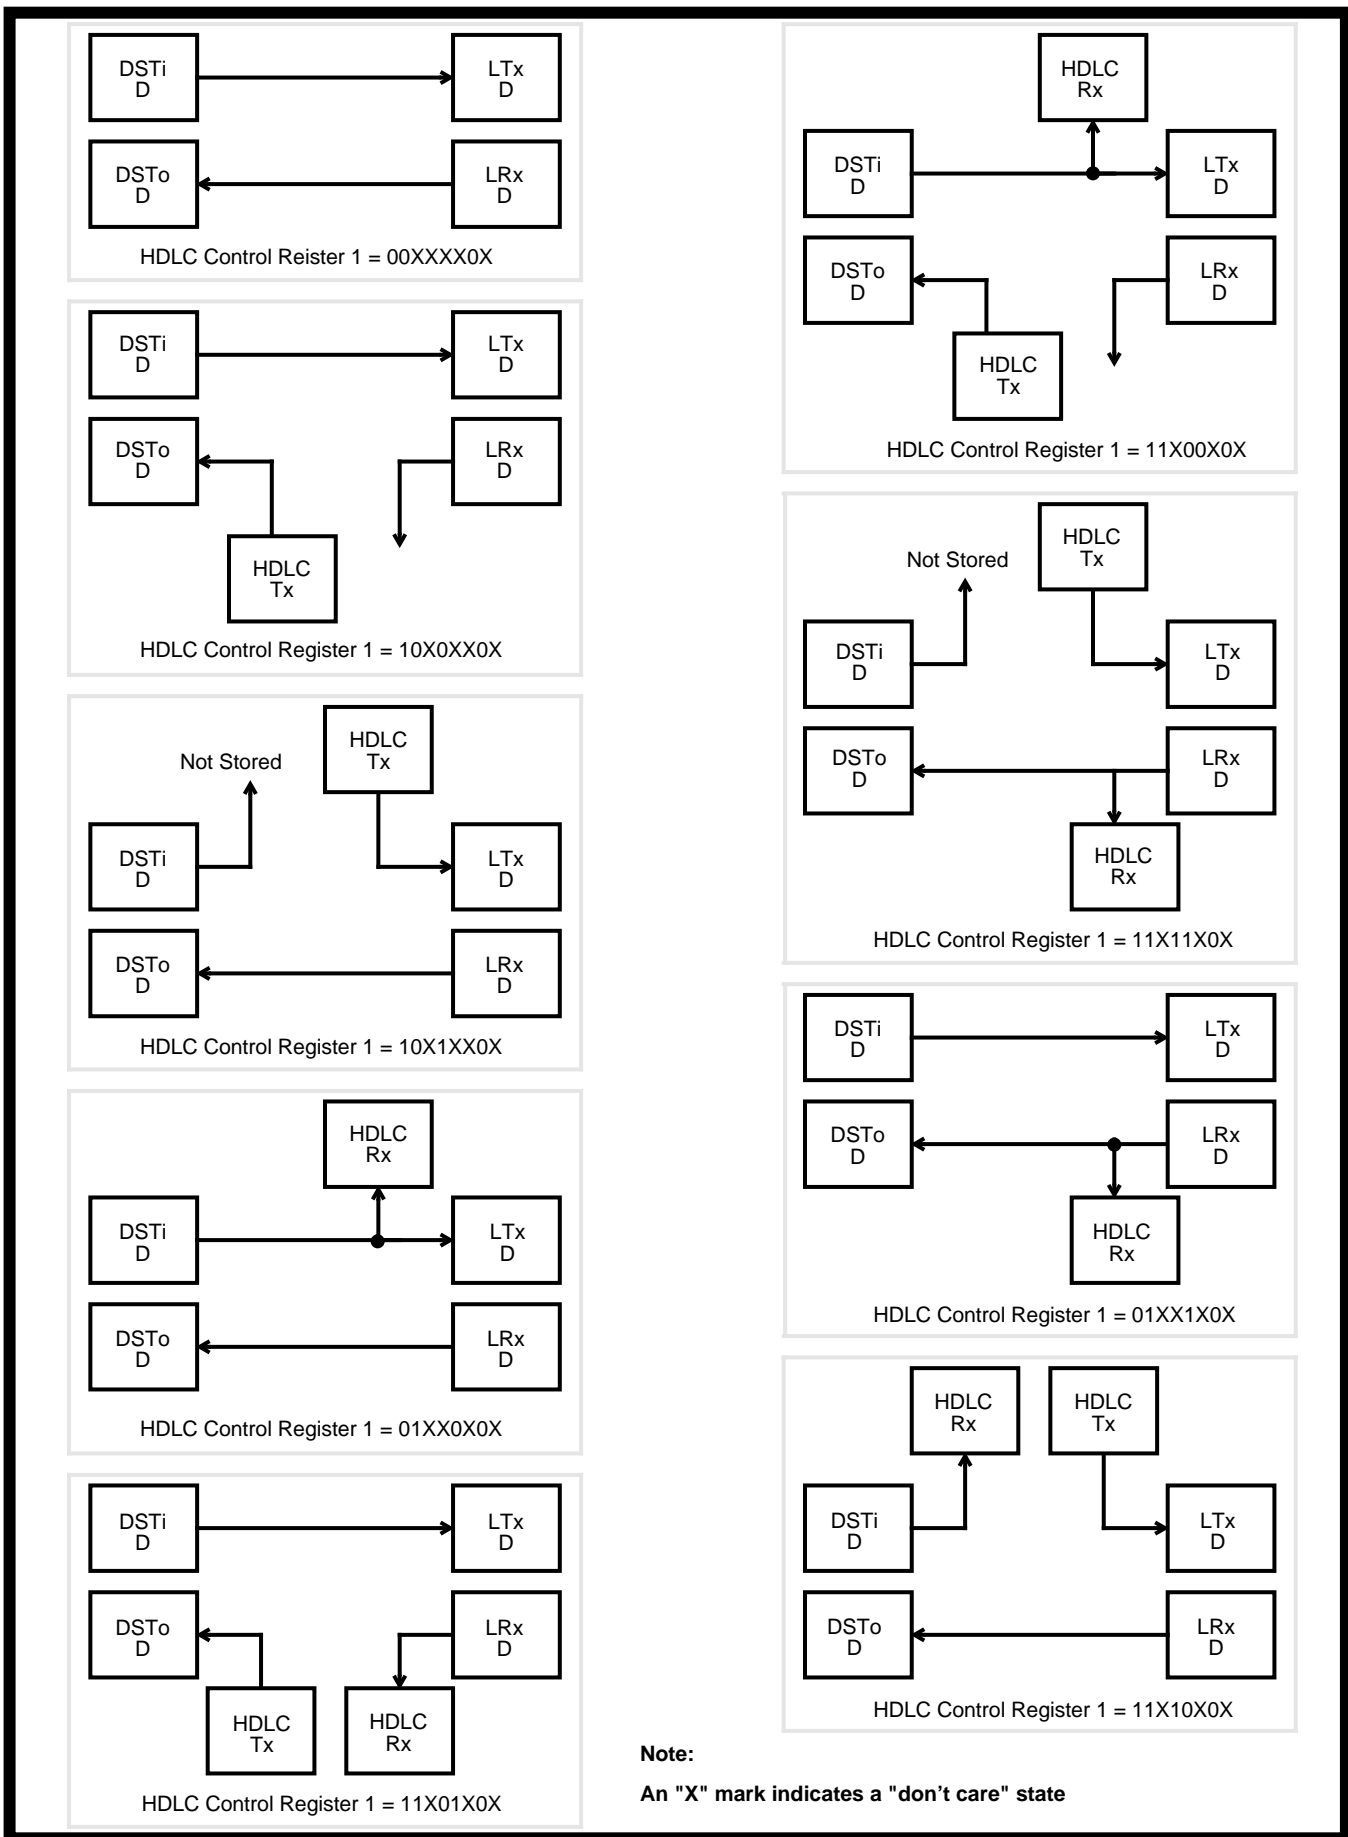 DSTi
D
LTx
D
DSTo
D
LRx
D
HDLC Control Reister 1 = 00XXXX0X
DSTi
D
LTx
D
DSTo
D
LRx
D
HDLC
Tx
HDLC Control Register 1 = 10X0XX0X
HDLC
Tx
Not Stored
DSTi
D
LTx
D
DSTo
D
LRx
D
HDLC Control Register 1 = 10X1XX0X
HDLC
Rx
DSTi
D
LTx
D
DSTo
D
LRx
D
HDLC Control Register 1 = 01XX0X0X
DSTi
D
LTx
D
DSTo
D
LRx
D
HDLC
Tx
HDLC
Rx
HDLC Control Register 1 = 11X01X0X
HDLC
Rx
DSTi
D
LTx
D
DSTo
D
LRx
D
HDLC
Tx
HDLC Control Register 1 = 11X00X0X
HDLC
Tx
Not Stored
DSTi
D
LTx
D
DSTo
D
LRx
D
HDLC
Rx
HDLC Control Register 1 = 11X11X0X
DSTi
D
LTx
D
DSTo
D
LRx
D
HDLC
Rx
HDLC Control Register 1 = 01XX1X0X
HDLC
Rx
HDLC
Tx
DSTi
D
LTx
D
DSTo
D
LRx
D
HDLC Control Register 1 = 11X10X0X
Note:
An "X" mark indicates a "don’t care" state